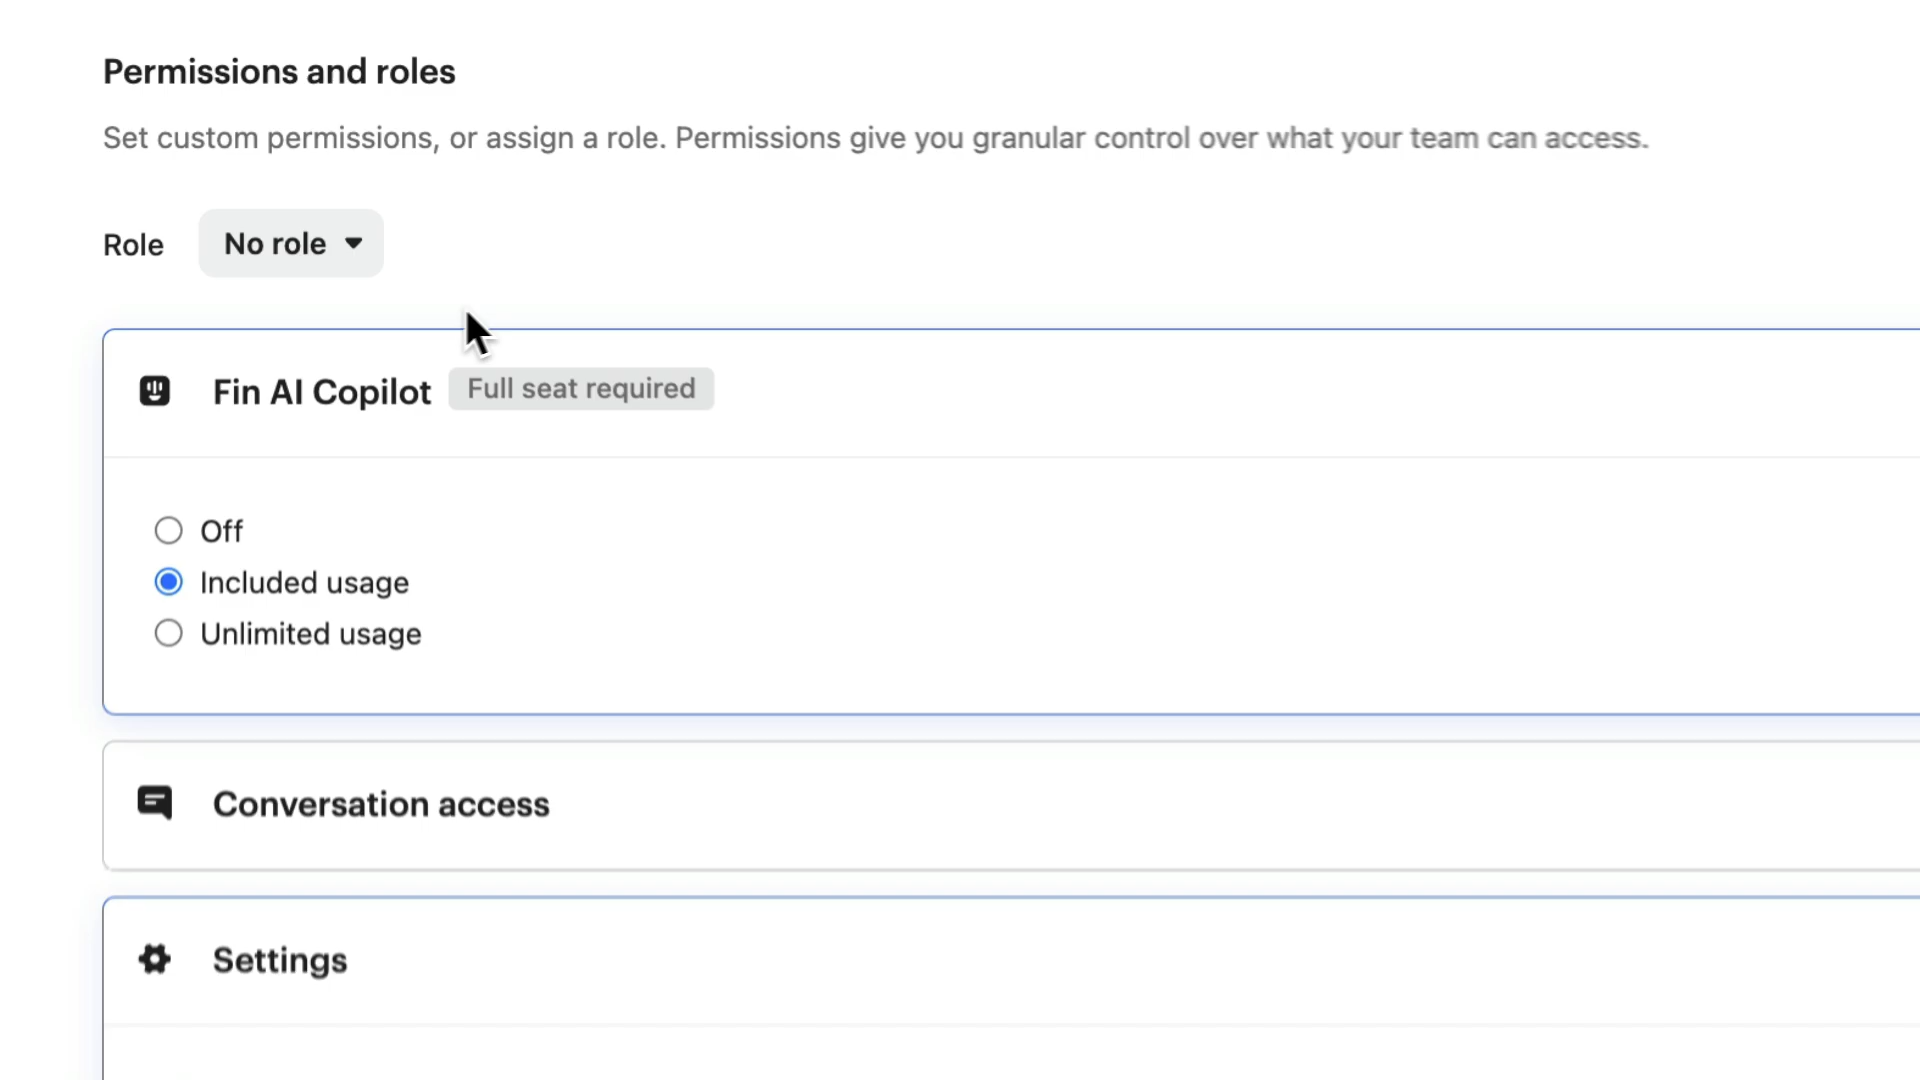 Permissions and roles
Set custom permissions, or assign a role. Permissions give you granular control over what your team can access.
Role No role
Fin AI Copilot Full seat required
Off
Included usage
Unlimited usage
Conversation access
Settings